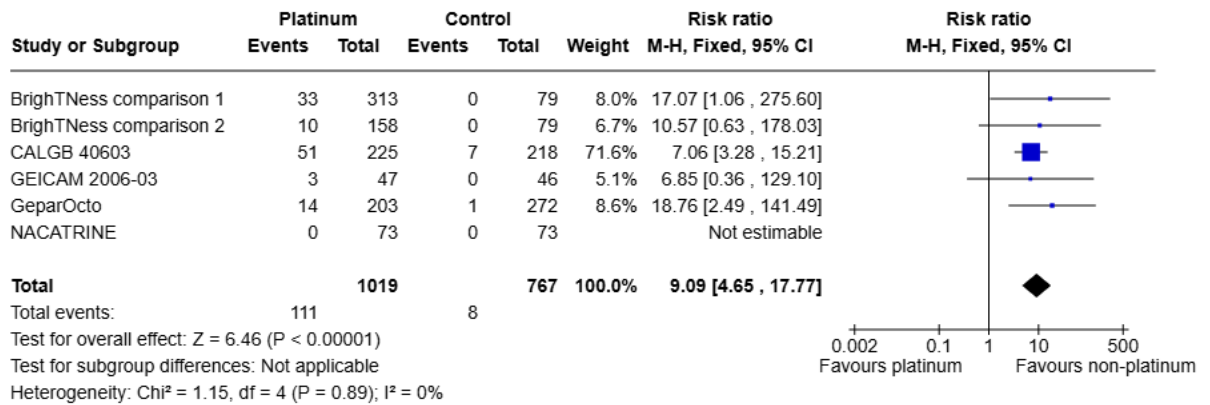 Platinum Control Risk ratio Risk ratio
Study or Subgroup Events Total Events Total Weight M-H, Fixed, 95% CI M-H, Fixed, 95% CI
BrighTNess comparison 1 33 313 0 79 8.0% 17.07 [1.06 , 275.60]
BrighTNess comparison 2 10 158 0 79 6.7% 10.57 [0.63 , 178.03]
CALGB 40603 51 225 7 218 71.6% 7.06 [3.28 , 15.21]
GEICAM 2006-03 3 47 0 46 5.1% 6.85 [0.36 , 129.10]
GeparOcto 14 203 1 272 8.6% 18.76 [2.49 , 141.49]
NACATRINE 0 73 0 73 Not estimable
Total 1019 767 100.0% 9.09 [4.65 , 17.77]
Total events: 111 8
Test for overall effect: Z = 6.46 (P < 0.00001)
Test for subgroup differences: Not applicable
Heterogeneity: Chi² = 1.15, df = 4 (P = 0.89); I² = 0%
0.002 0.1 1 10 500
Favours platinum Favours non-platinum